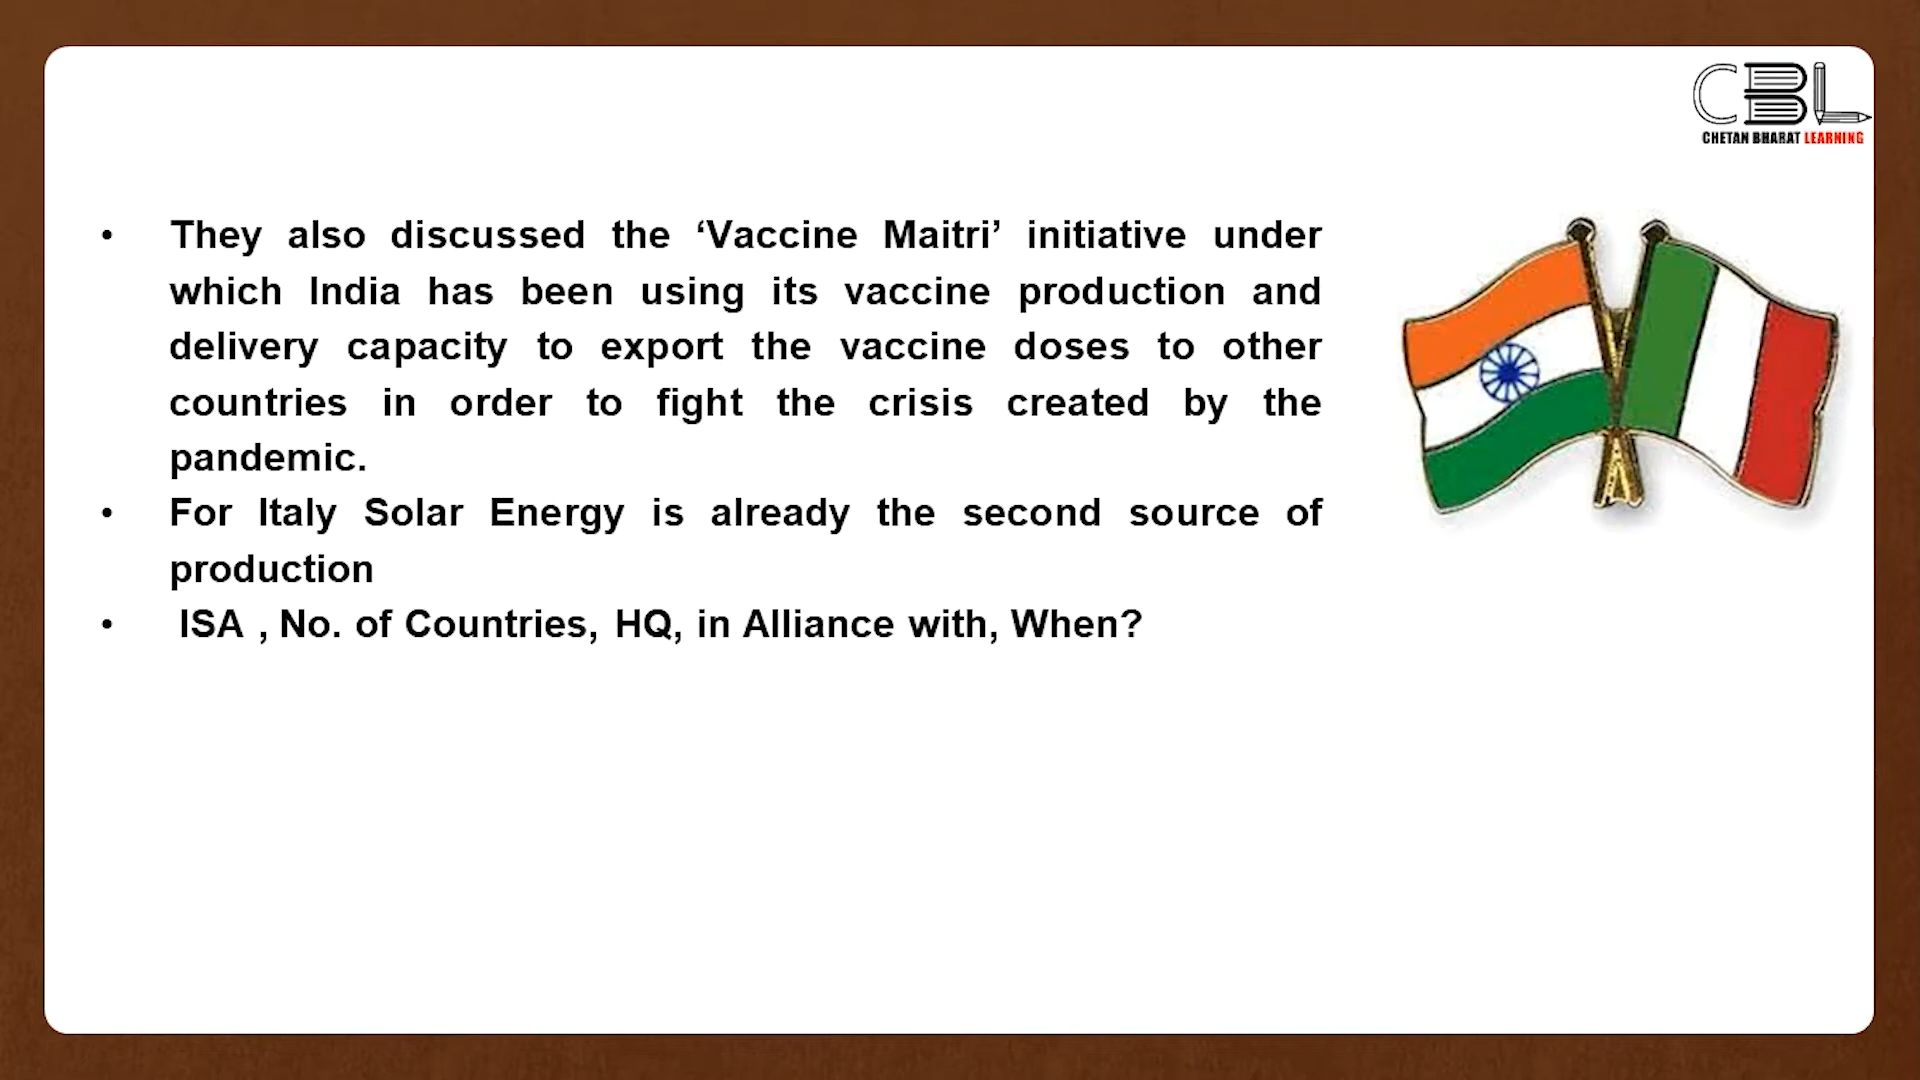 CBL
CHETAN BHARAT LEARNING
• They also discussed the ‘Vaccine Maitri’ initiative under
which India has been using its vaccine production and
delivery capacity to export the vaccine doses to other
countries in order to fight the crisis created by the
pandemic.
• For Italy Solar Energy is already the second source of
production
• ISA , No. of Countries, HQ, in Alliance with, When?